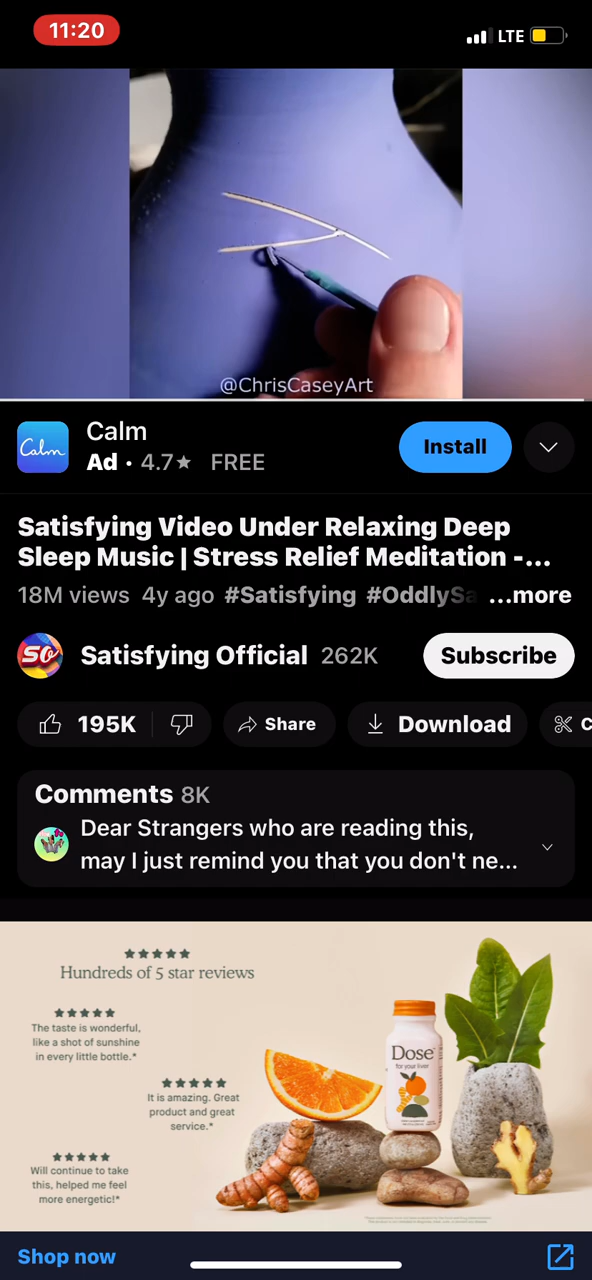 11:20
LTE
@ChrisCaseyArt
Calm
Calm
Ad • 4.7★ FREE
Install
Satisfying Video Under Relaxing Deep
Sleep Music | Stress Relief Meditation -...
18M views 4y ago #Satisfying #OddlySa ...more
SO
Satisfying Official 262K
Subscribe
195K
Share
Download
C
Comments 8K
Dear Strangers who are reading this,
may I just remind you that you don't ne...
★★★★★
Hundreds of 5 star reviews
★★★★★
The taste is wonderful,
like a shot of sunshine
in every little bottle.*
★★★★★
It is amazing. Great
product and great
service.*
★★★★★
Will continue to take
this, helped me feel
more energetic!*
Dose
for your liver
Shop now